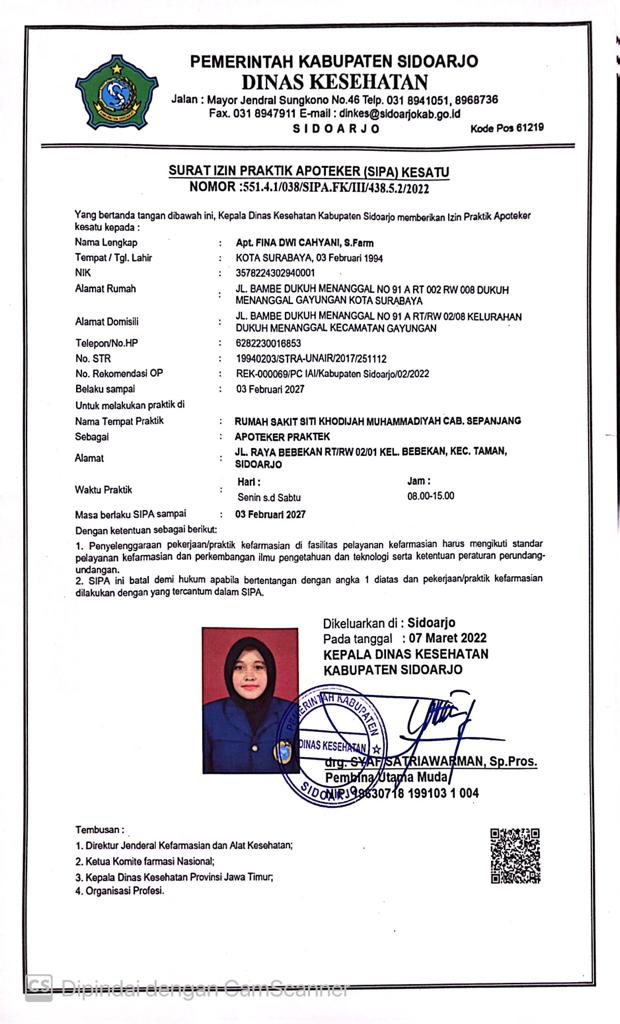 PEMERINTAH KABUPATEN SIDOARJO
DINAS KESEHATAN
Jalan : Mayor Jendral Sungkono No.46 Telp. 031 8941051, 8968736
Fax. 031 8947911 E-mail : dinkes@sidoarjokab.go.id
S I D O A R J O
Kode Pos 61219
SURAT IZIN PRAKTIK APOTEKER (SIPA) KESATU
NOMOR :551.4.1/038/SIPA.FK/III/438.5.2/2022
Yang bertanda tangan dibawah ini, Kepala Dinas Kesehatan Kabupaten Sidoarjo memberikan Izin Praktik Apoteker
kesatu kepada :
Nama Lengkap : Apt. FINA DWI CAHYANI, S.Farm
Tempat / Tgl. Lahir : KOTA SURABAYA, 03 Februari 1994
NIK : 3578224302940001
Alamat Rumah : JL. BAMBE DUKUH MENANGGAL NO 91 A RT 002 RW 008 DUKUH
MENANGGAL GAYUNGAN KOTA SURABAYA
Alamat Domisili : JL. BAMBE DUKUH MENANGGAL NO 91 A RT/RW 02/08 KELURAHAN
DUKUH MENANGGAL KECAMATAN GAYUNGAN
Telepon/No.HP : 6282230016853
No. STR : 19940203/STRA-UNAIR/2017/251112
No. Rekomendasi OP : REK-000069/PC IAI/Kabupaten Sidoarjo/02/2022
Belaku sampai : 03 Februari 2027
Untuk melakukan praktik di
Nama Tempat Praktik : RUMAH SAKIT SITI KHODIJAH MUHAMMADIYAH CAB. SEPANJANG
Sebagai : APOTEKER PRAKTEK
Alamat : JL. RAYA BEBEKAN RT/RW 02/01 KEL. BEBEKAN, KEC. TAMAN,
SIDOARJO
Waktu Praktik : Hari : Jam :
Senin s.d Sabtu 08.00-15.00
Masa berlaku SIPA sampai : 03 Februari 2027
Dengan ketentuan sebagai berikut:
1. Penyelenggaraan pekerjaan/praktik kefarmasian di fasilitas pelayanan kefarmasian harus mengikuti standar
pelayanan kefarmasian dan perkembangan ilmu pengetahuan dan teknologi serta ketentuan peraturan perundang-
undangan.
2. SIPA ini batal demi hukum apabila bertentangan dengan angka 1 diatas dan pekerjaan/praktik kefarmasian
dilakukan dengan yang tercantum dalam SIPA.
Dikeluarkan di : Sidoarjo
Pada tanggal : 07 Maret 2022
KEPALA DINAS KESEHATAN
KABUPATEN SIDOARJO
PEMERINTAH KABUPATEN
DINAS KESEHATAN
SIDOARJO
drg. SYAF SATRIAWARMAN, Sp.Pros.
Pembina Utama Muda
NIP. 19630718 199103 1 004
Tembusan :
1. Direktur Jenderal Kefarmasian dan Alat Kesehatan;
2. Ketua Komite farmasi Nasional;
3. Kepala Dinas Kesehatan Provinsi Jawa Timur;
4. Organisasi Profesi.
CS Dipindai dengan CamScanner